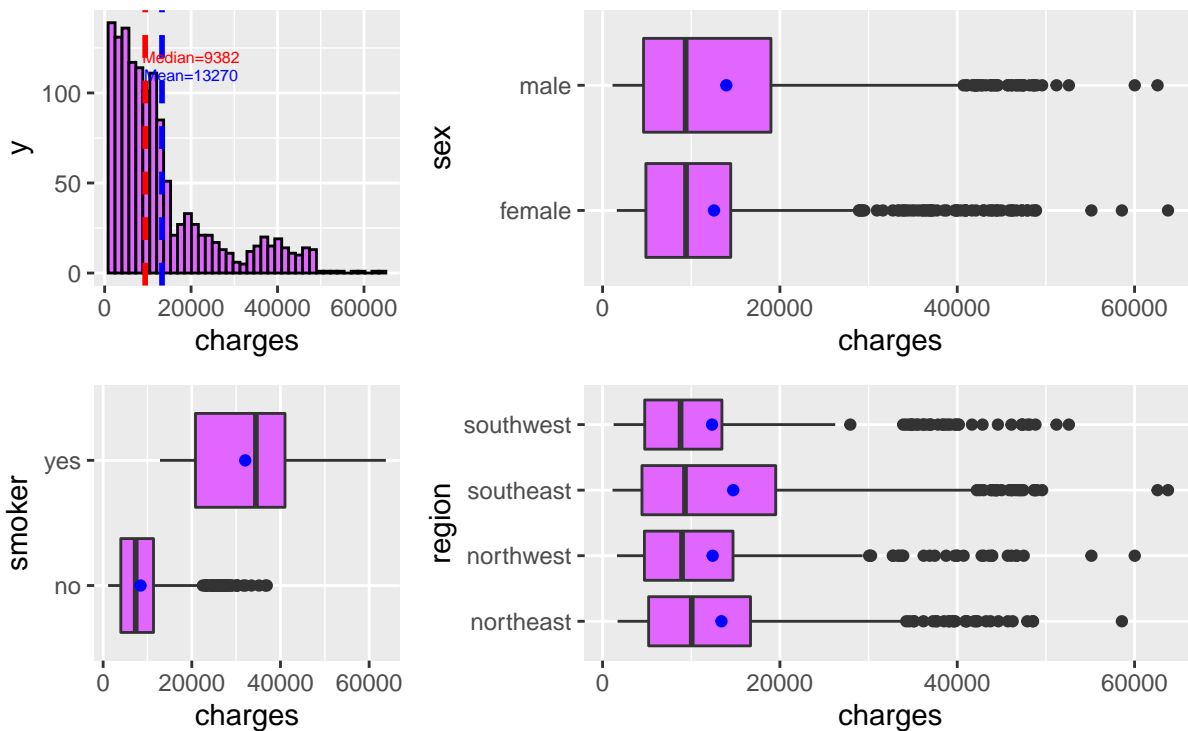 y
100
50
0
Median=9382
Mean=13270
0 20000 40000 60000
charges
sex
male
female
0 20000 40000 60000
charges
smoker
yes
no
0 20000 40000 60000
charges
region
southwest
southeast
northwest
northeast
0 20000 40000 60000
charges